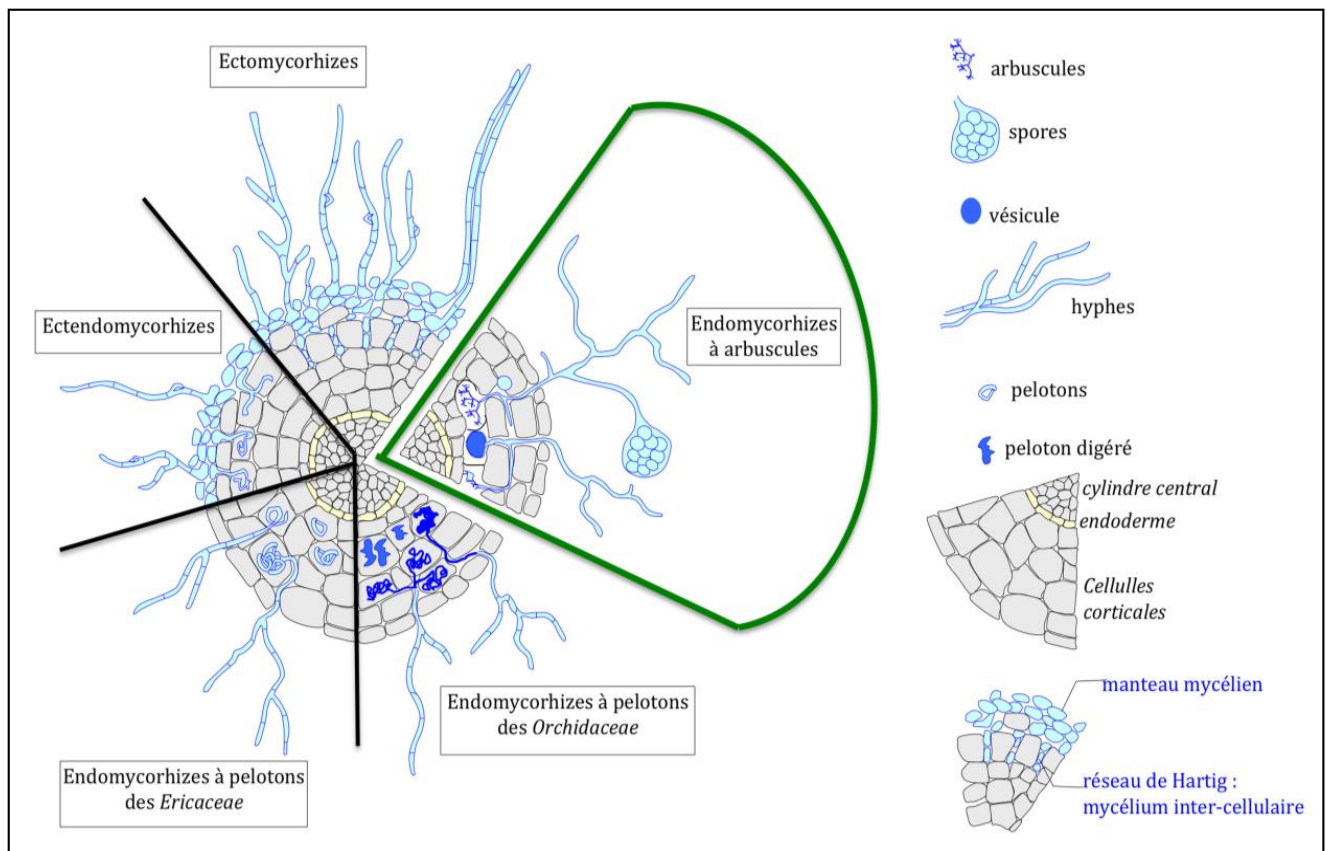 Ectomycorhizes
Ectendomycorhizes
Endomycorhizes
à arbuscules
Endomycorhizes à pelotons
des Orchidaceae
Endomycorhizes à pelotons
des Ericaceae
arbuscules
spores
vésicule
hyphes
pelotons
peloton digéré
cylindre central
endoderme
Cellules
corticales
manteau mycélien
réseau de Hartig :
mycélium inter-cellulaire